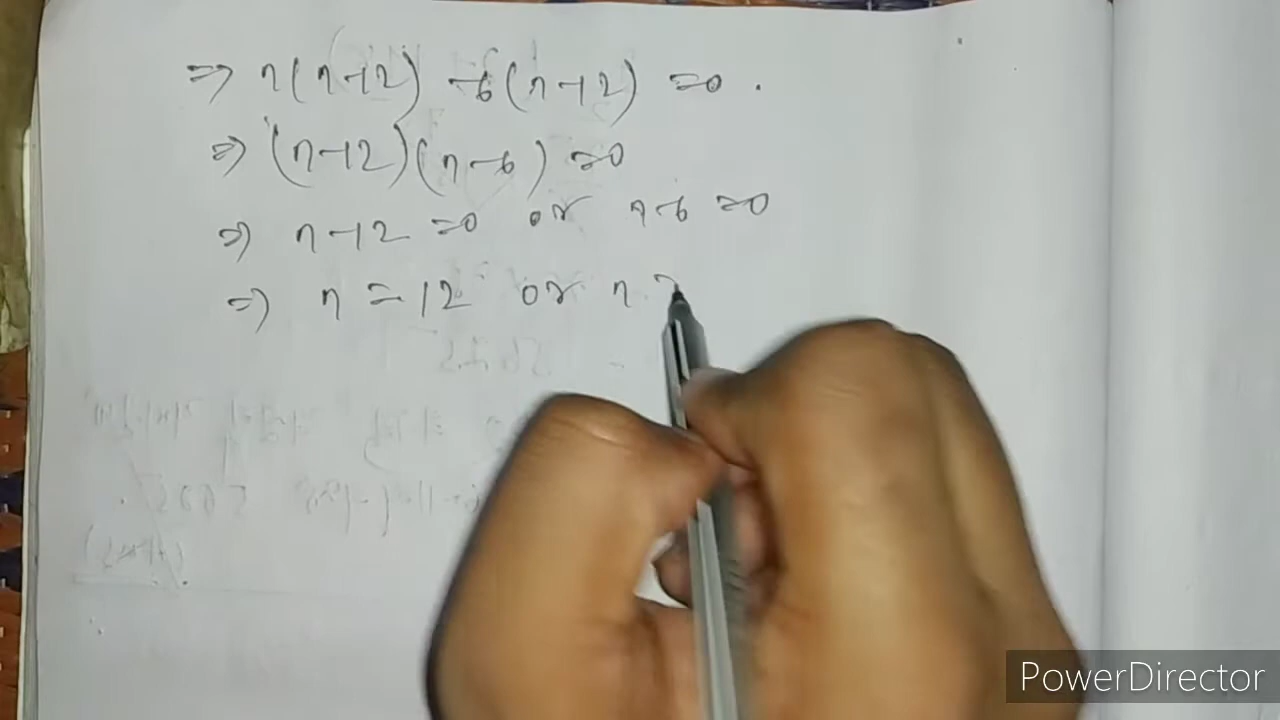 ⇒ n(n-12) -6(n-12) =0.
⇒ (n-12)(n-6) =0
⇒ n-12 =0 or n-6 =0
⇒ n = 12 or n =
PowerDirector